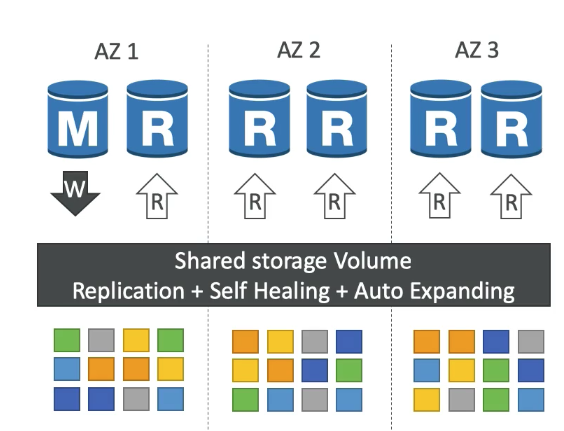 AZ 1 AZ 2 AZ 3
M R R R R R
W R R R R R
Shared storage Volume
Replication + Self Healing + Auto Expanding